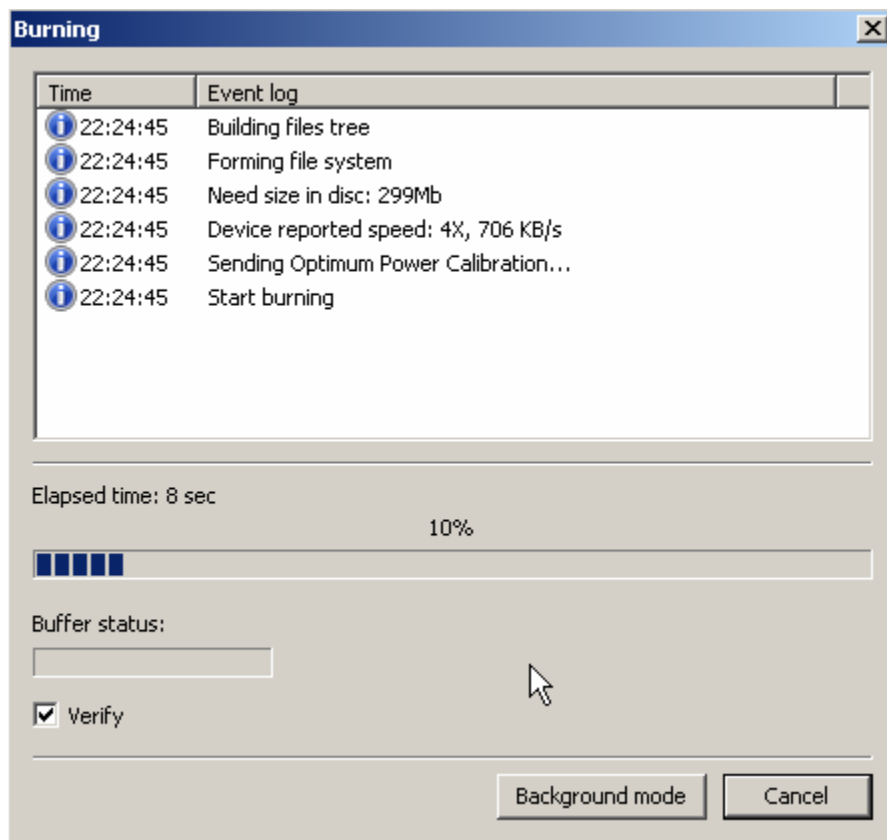 Burning
Time Event log
22:24:45 Building files tree
22:24:45 Forming file system
22:24:45 Need size in disc: 299Mb
22:24:45 Device reported speed: 4X, 706 KB/s
22:24:45 Sending Optimum Power Calibration...
22:24:45 Start burning
Elapsed time: 8 sec
10%
Buffer status:
Verify
Background mode Cancel